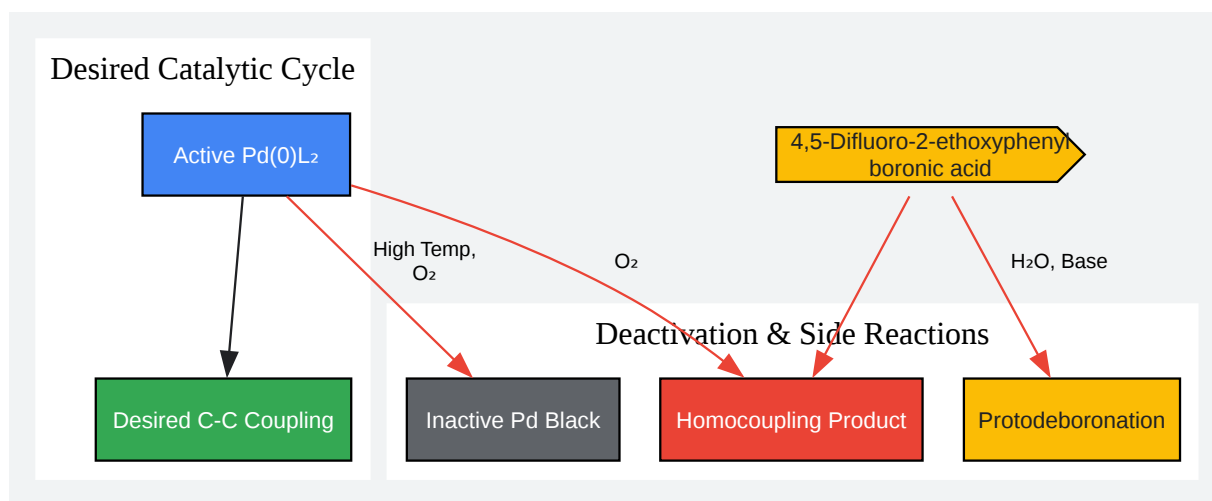 Desired Catalytic Cycle
Active Pd(0)L₂
4,5-Difluoro-2-ethoxyphenyl
boronic acid
High Temp,
O₂
O₂
H₂O, Base
Deactivation & Side Reactions
Desired C-C Coupling
Inactive Pd Black
Homocoupling Product
Protodeboronation